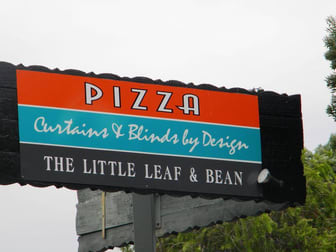 PIZZA
Curtains & Blinds by Design
THE LITTLE LEAF & BEAN